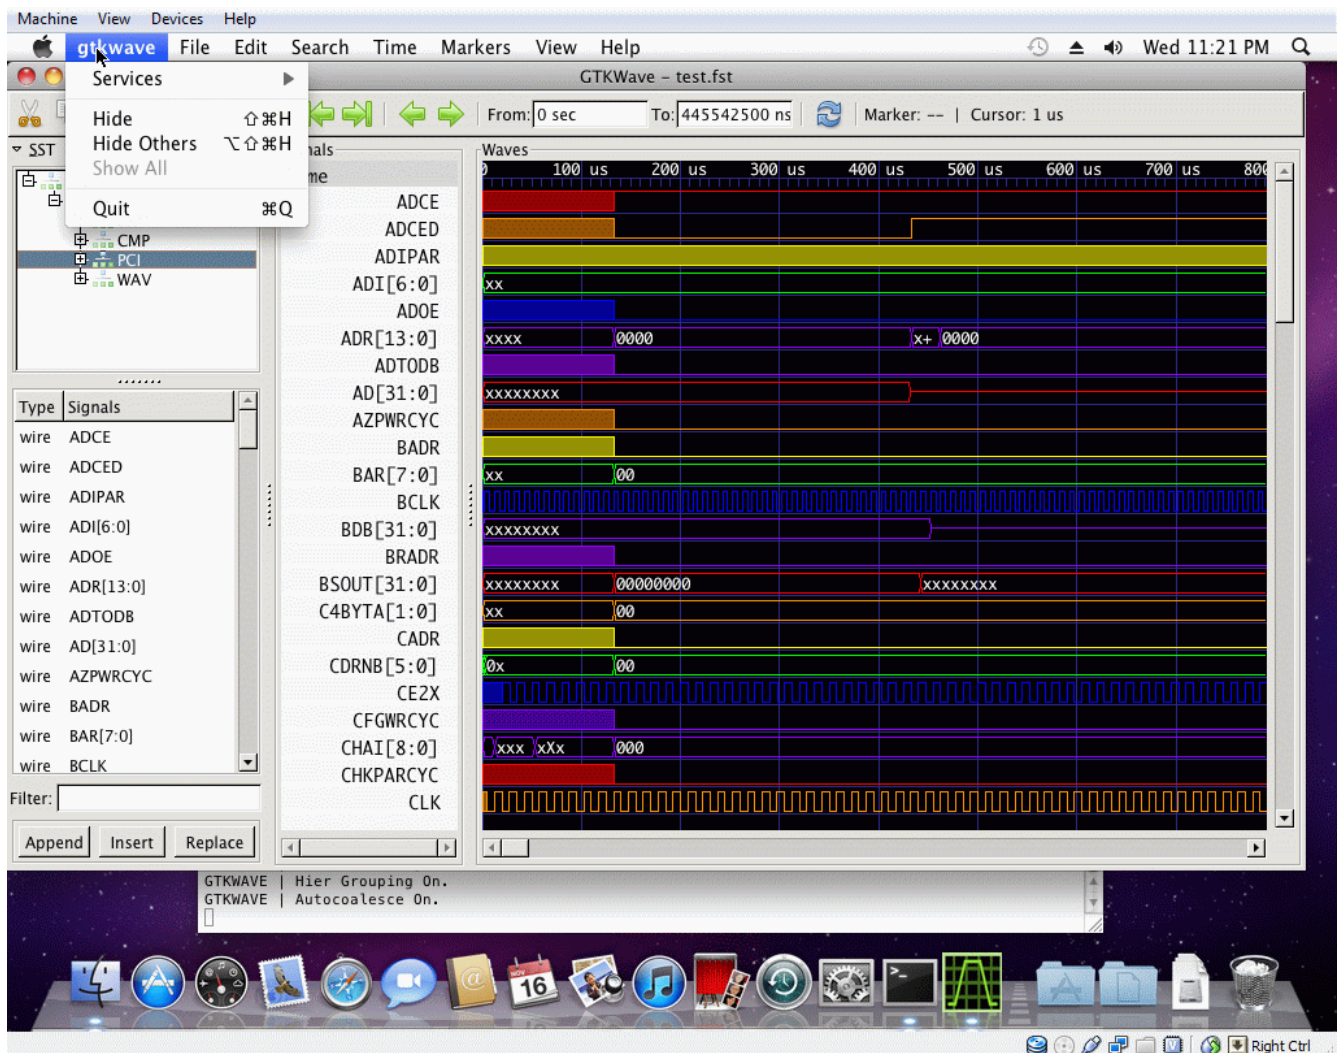 Machine View Devices Help
gtkwave File Edit Search Time Markers View Help Wed 11:21 PM
GTKWave – test.fst
Services
Hide ⇧⌘H
Hide Others ⌥⇧⌘H
Show All
Quit ⌘Q
From: 0 sec To: 445542500 ns Marker: -- | Cursor: 1 us
SST
CMP
PCI
WAV
Type Signals
wire ADCE
wire ADCED
wire ADIPAR
wire ADI[6:0]
wire ADOE
wire ADR[13:0]
wire ADTODB
wire AD[31:0]
wire AZPWRCYC
wire BADR
wire BAR[7:0]
wire BCLK
Filter:
Append Insert Replace
nals
me
ADCE
ADCED
ADIPAR
ADI[6:0]
ADOE
ADR[13:0]
ADTODB
AD[31:0]
AZPWRCYC
BADR
BAR[7:0]
BCLK
BDB[31:0]
BRADR
BSOUT[31:0]
C4BYTA[1:0]
CADR
CDRNB[5:0]
CE2X
CFGWRCYC
CHAI[8:0]
CHKPARCYC
CLK
Waves
100 us 200 us 300 us 400 us 500 us 600 us 700 us 800
xx
xxxx 0000 x+ 0000
xxxxxxxx
xx 00
xxxxxxxx
xxxxxxxx 00000000 xxxxxxxx
xx 00
0x 00
xxx xXx 000
GTKWAVE | Hier Grouping On.
GTKWAVE | Autocoalesce On.
NOV
16
Right Ctrl